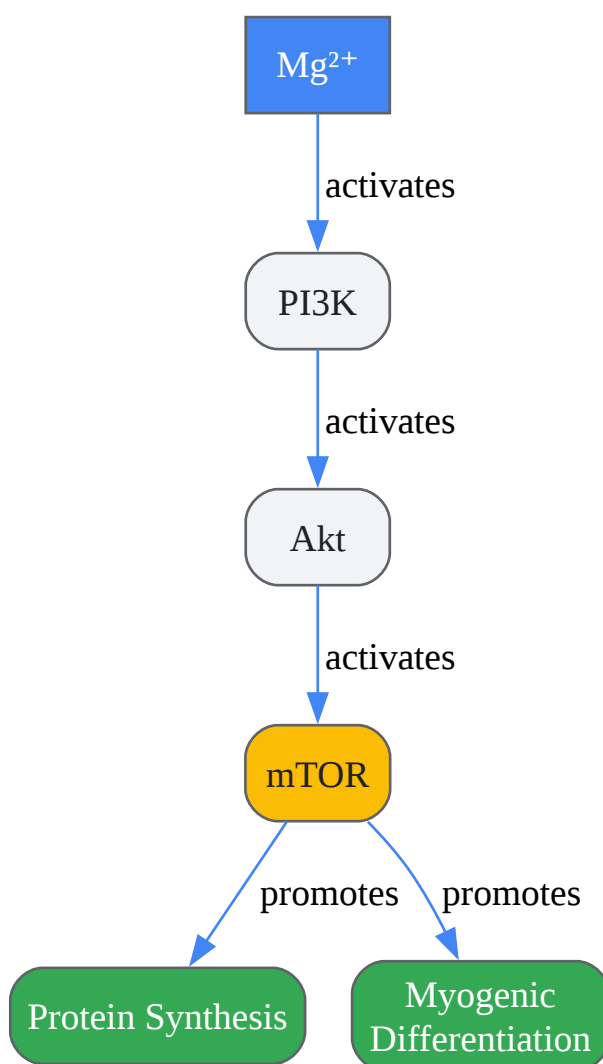 Mg²⁺
activates
PI3K
activates
Akt
activates
mTOR
promotes
promotes
Protein Synthesis
Myogenic
Differentiation